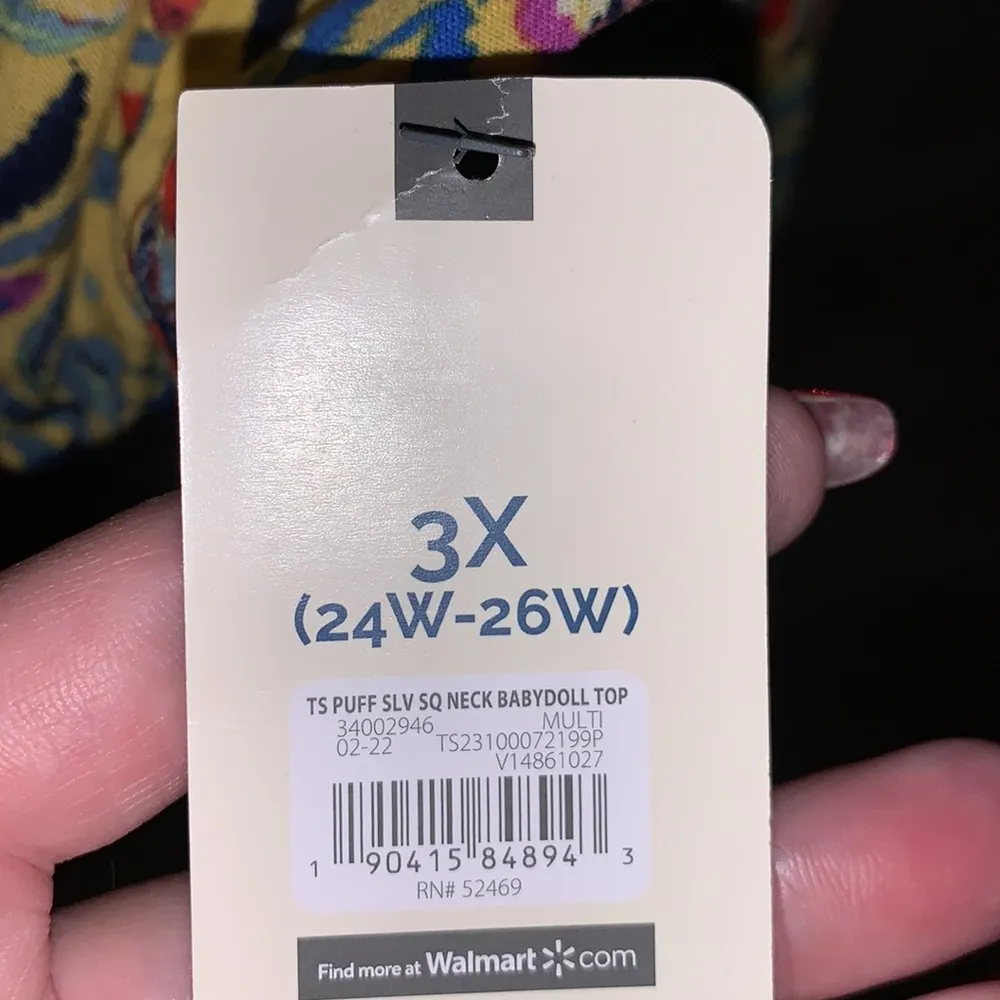 3X
(24W-26W)
TS PUFF SLV SQ NECK BABYDOLL TOP
34002946 MULTI
02-22 TS23100072199P
V14861027
1 90415 84894 3
RN# 52469
Find more at Walmart com